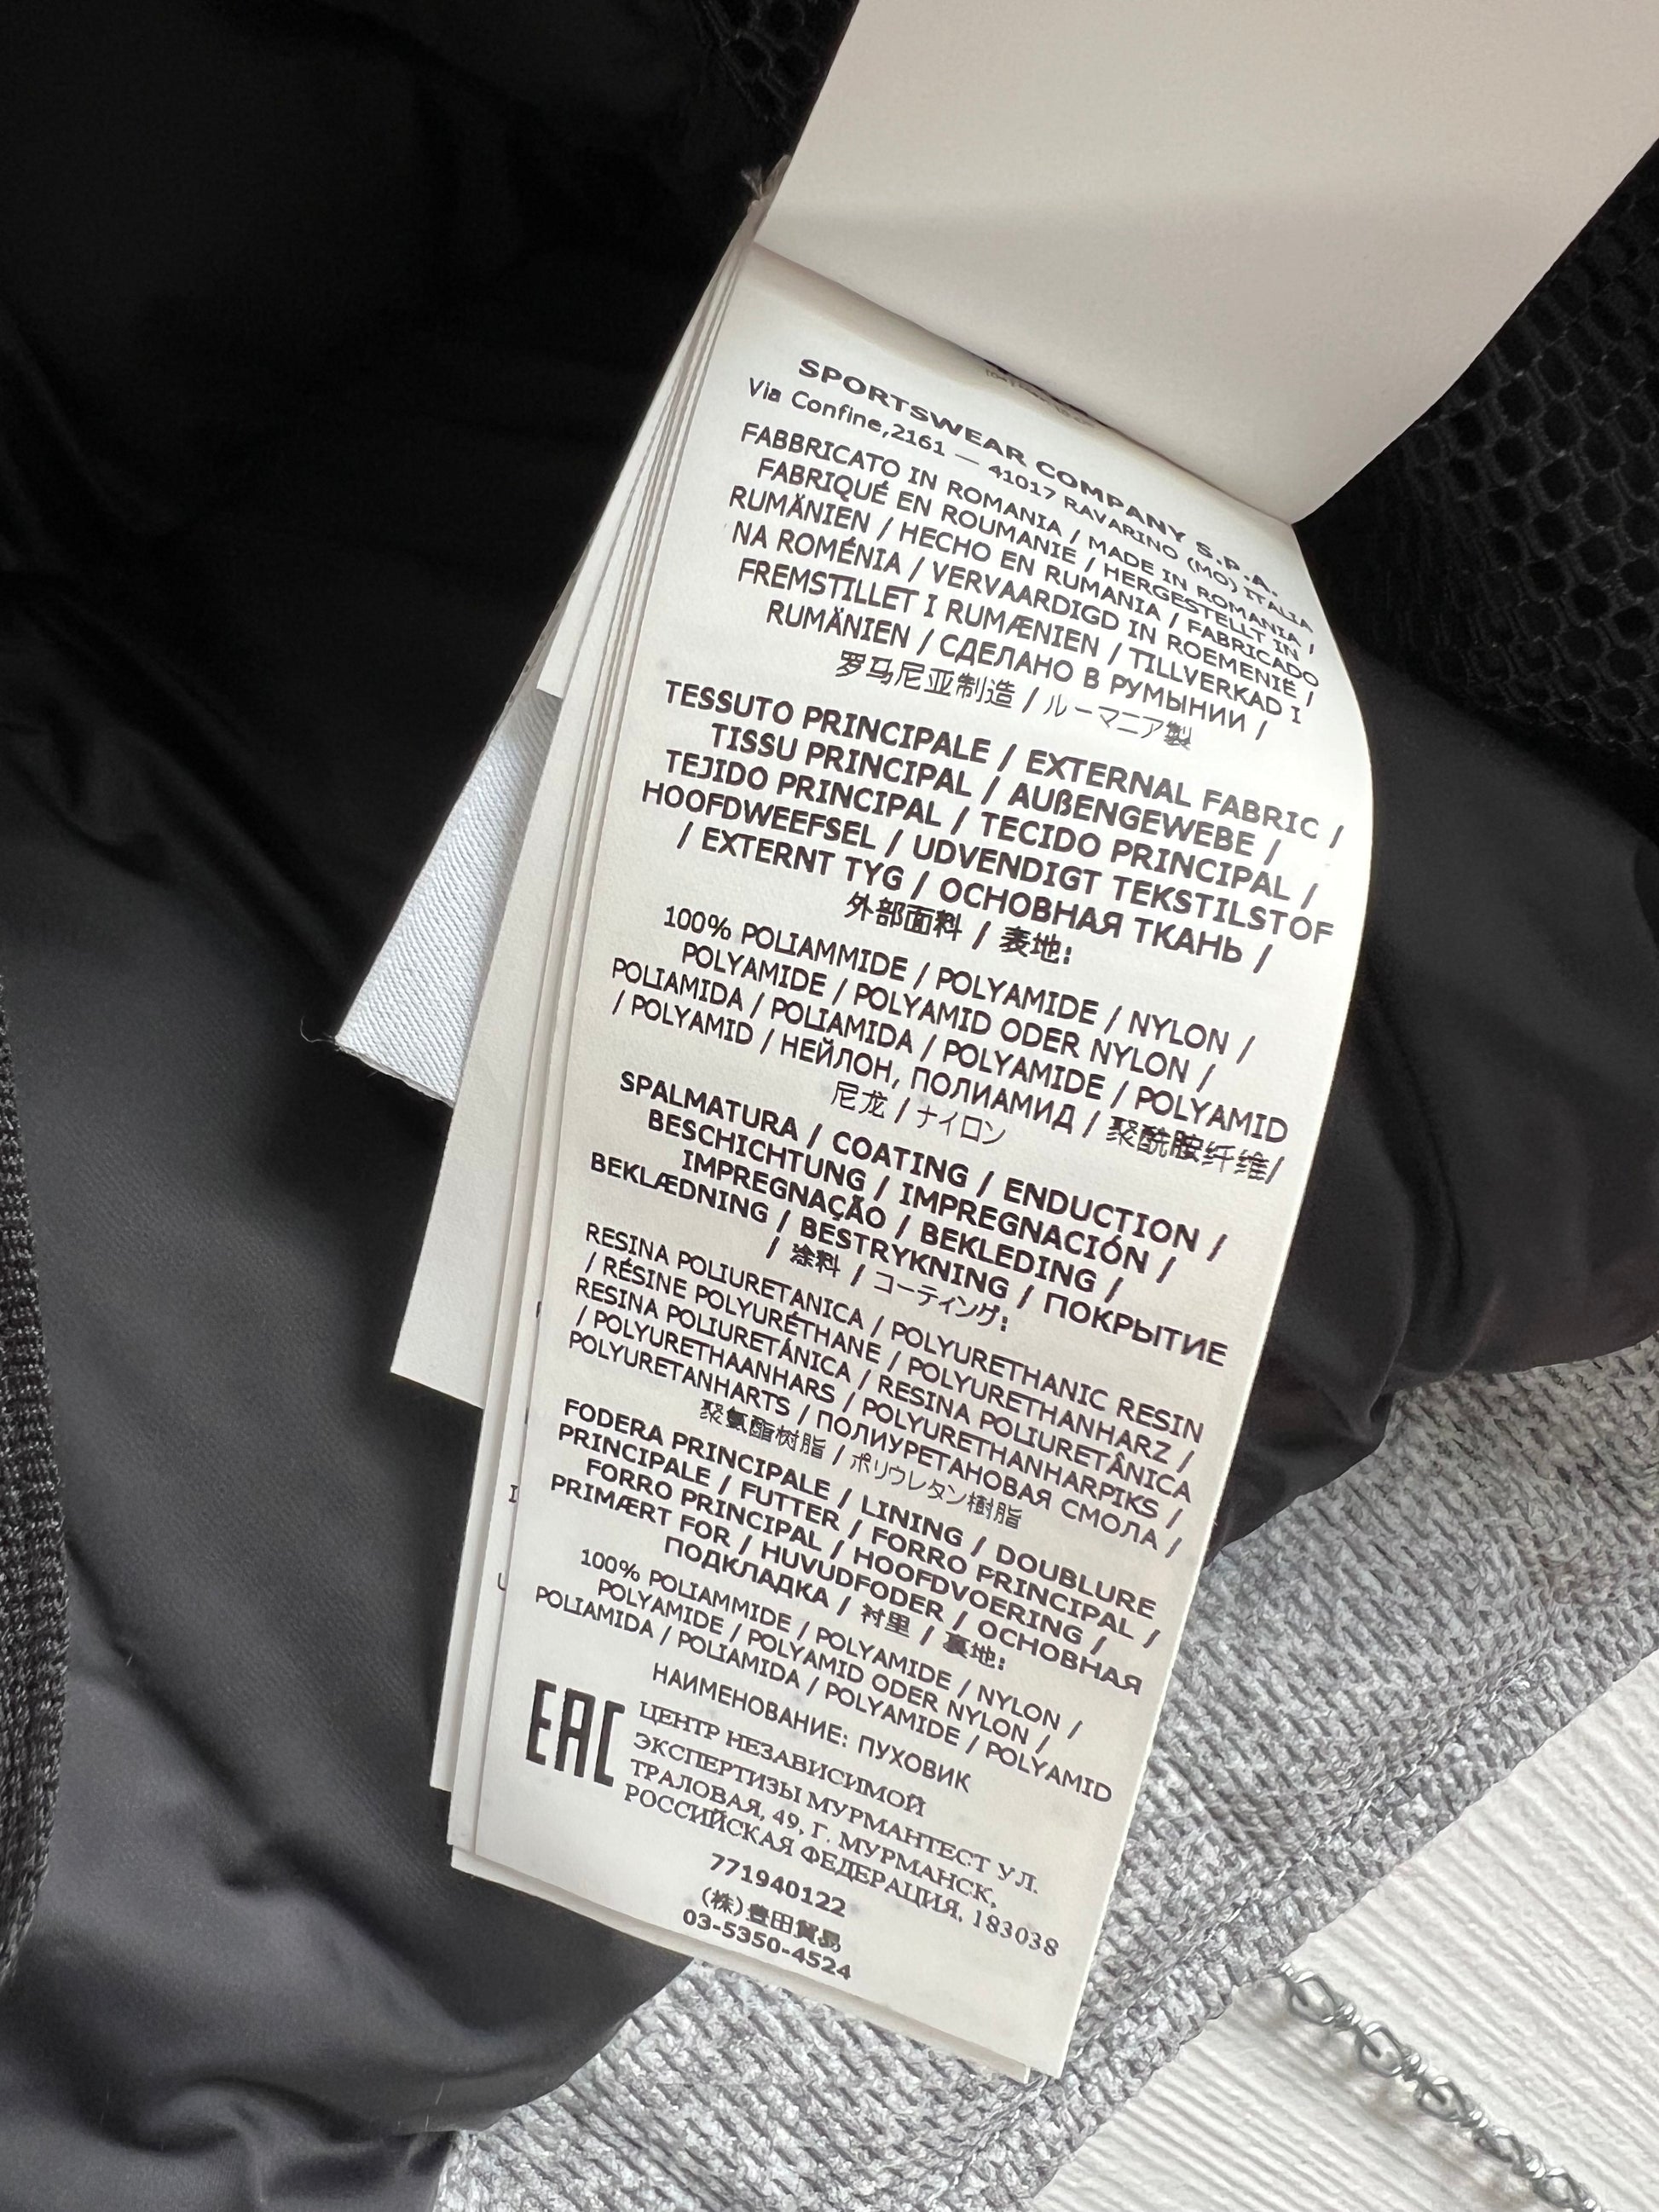 SPORTSWEAR COMPANY S.P.A.
Via Confine,2161 — 41017 RAVARINO (MO) ITALIA
FABBRICATO IN ROMANIA / MADE IN ROMANIA /
FABRIQUÉ EN ROUMANIE / HERGESTELLT IN
RUMÄNIEN / HECHO EN RUMANIA / FABRICADO
NA ROMÉNIA / VERVAARDIGD IN ROEMENIË /
FREMSTILLET I RUMÆNIEN / TILLVERKAD I
RUMÄNIEN / СДЕЛАНО В РУМЫНИИ /
罗马尼亚制造 / ルーマニア製
TESSUTO PRINCIPALE / EXTERNAL FABRIC /
TISSU PRINCIPAL / AUßENGEWEBE /
TEJIDO PRINCIPAL / TECIDO PRINCIPAL /
HOOFDWEEFSEL / UDVENDIGT TEKSTILSTOF
/ EXTERNT TYG / ОСНОВНАЯ ТКАНЬ /
外部面料 / 表地:
100% POLIAMMIDE / POLYAMIDE / NYLON /
POLYAMIDE / POLYAMID ODER NYLON /
POLIAMIDA / POLIAMIDA / POLYAMIDE / POLYAMID
/ POLYAMID / НЕЙЛОН, ПОЛИАМИД / 聚酰胺纤维/
尼龙 / ナイロン
SPALMATURA / COATING / ENDUCTION /
BESCHICHTUNG / IMPREGNACIÓN /
IMPREGNAÇÃO / BEKLEDING /
BEKLÆDNING / BESTRYKNING / ПОКРЫТИЕ
/ 涂料 / コーティング:
RESINA POLIURETANICA / POLYURETHANIC RESIN
/ RÉSINE POLYURÉTHANE / POLYURETHANHARZ /
RESINA POLIURETÁNICA / RESINA POLIURETÂNICA
/ POLYURETHAANHARS / POLYURETHANHARPIKS /
POLYURETANHARTS / ПОЛИУРЕТАНОВАЯ СМОЛА /
聚氨酯树脂 / ポリウレタン樹脂
FODERA PRINCIPALE / LINING / DOUBLURE
PRINCIPALE / FUTTER / FORRO PRINCIPAL /
FORRO PRINCIPAL / HOOFDVOERING /
PRIMÆRT FOR / HUVUDFODER / ОСНОВНАЯ
ПОДКЛАДКА / 衬里 / 裏地:
100% POLIAMMIDE / POLYAMIDE / NYLON /
POLYAMIDE / POLYAMID ODER NYLON /
POLIAMIDA / POLIAMIDA / POLYAMIDE / POLYAMID
НАИМЕНОВАНИЕ: ПУХОВИК
EAC
ЦЕНТР НЕЗАВИСИМОЙ
ЭКСПЕРТИЗЫ МУРМАНТЕСТ УЛ.
ТРАЛОВАЯ, 49, Г. МУРМАНСК,
РОССИЙСКАЯ ФЕДЕРАЦИЯ, 183038
771940122
(株)豊田貿易
03-5350-4524